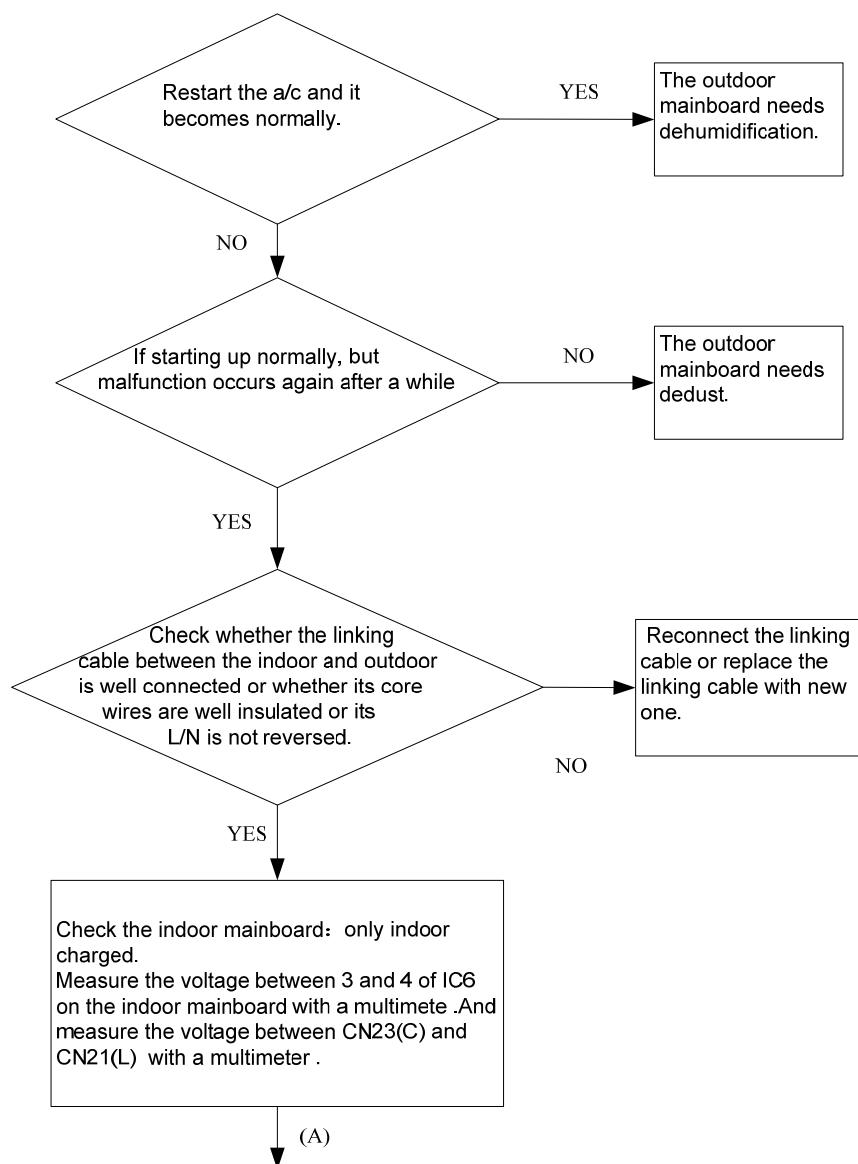 Restart the a/c and it
becomes normally.
YES
The outdoor
mainboard needs
dehumidification.
NO
If starting up normally, but
malfunction occurs again after a while
NO
The outdoor
mainboard needs
dedust.
YES
Check whether the linking
cable between the indoor and outdoor
is well connected or whether its core
wires are well insulated or its
L/N is not reversed.
NO
Reconnect the linking
cable or replace the
linking cable with new
one.
YES
Check the indoor mainboard：only indoor
charged.
Measure the voltage between 3 and 4 of IC6
on the indoor mainboard with a multimete .And
measure the voltage between CN23(C) and
CN21(L) with a multimeter .
(A)